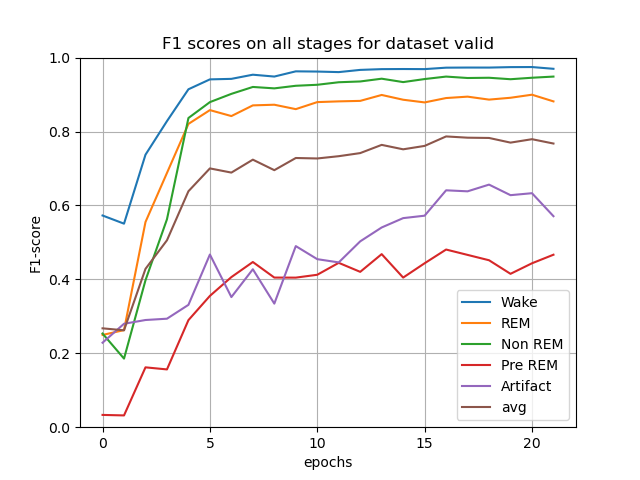 F1 scores on all stages for dataset valid
1.0
0.8
0.6
0.4
0.2
0.0
F1-score
0 5 10 15 20
epochs
Wake
REM
Non REM
Pre REM
Artifact
avg